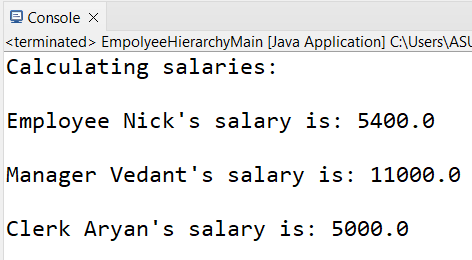 Console
<terminated> EmpolyeeHierarchyMain [Java Application] C:\Users\ASU
Calculating salaries:
Employee Nick's salary is: 5400.0
Manager Vedant's salary is: 11000.0
Clerk Aryan's salary is: 5000.0